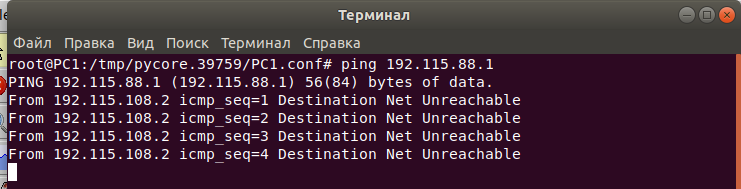 Терминал
Файл Правка Вид Поиск Терминал Справка
root@PC1:/tmp/pycore.39759/PC1.conf# ping 192.115.88.1
PING 192.115.88.1 (192.115.88.1) 56(84) bytes of data.
From 192.115.108.2 icmp_seq=1 Destination Net Unreachable
From 192.115.108.2 icmp_seq=2 Destination Net Unreachable
From 192.115.108.2 icmp_seq=3 Destination Net Unreachable
From 192.115.108.2 icmp_seq=4 Destination Net Unreachable